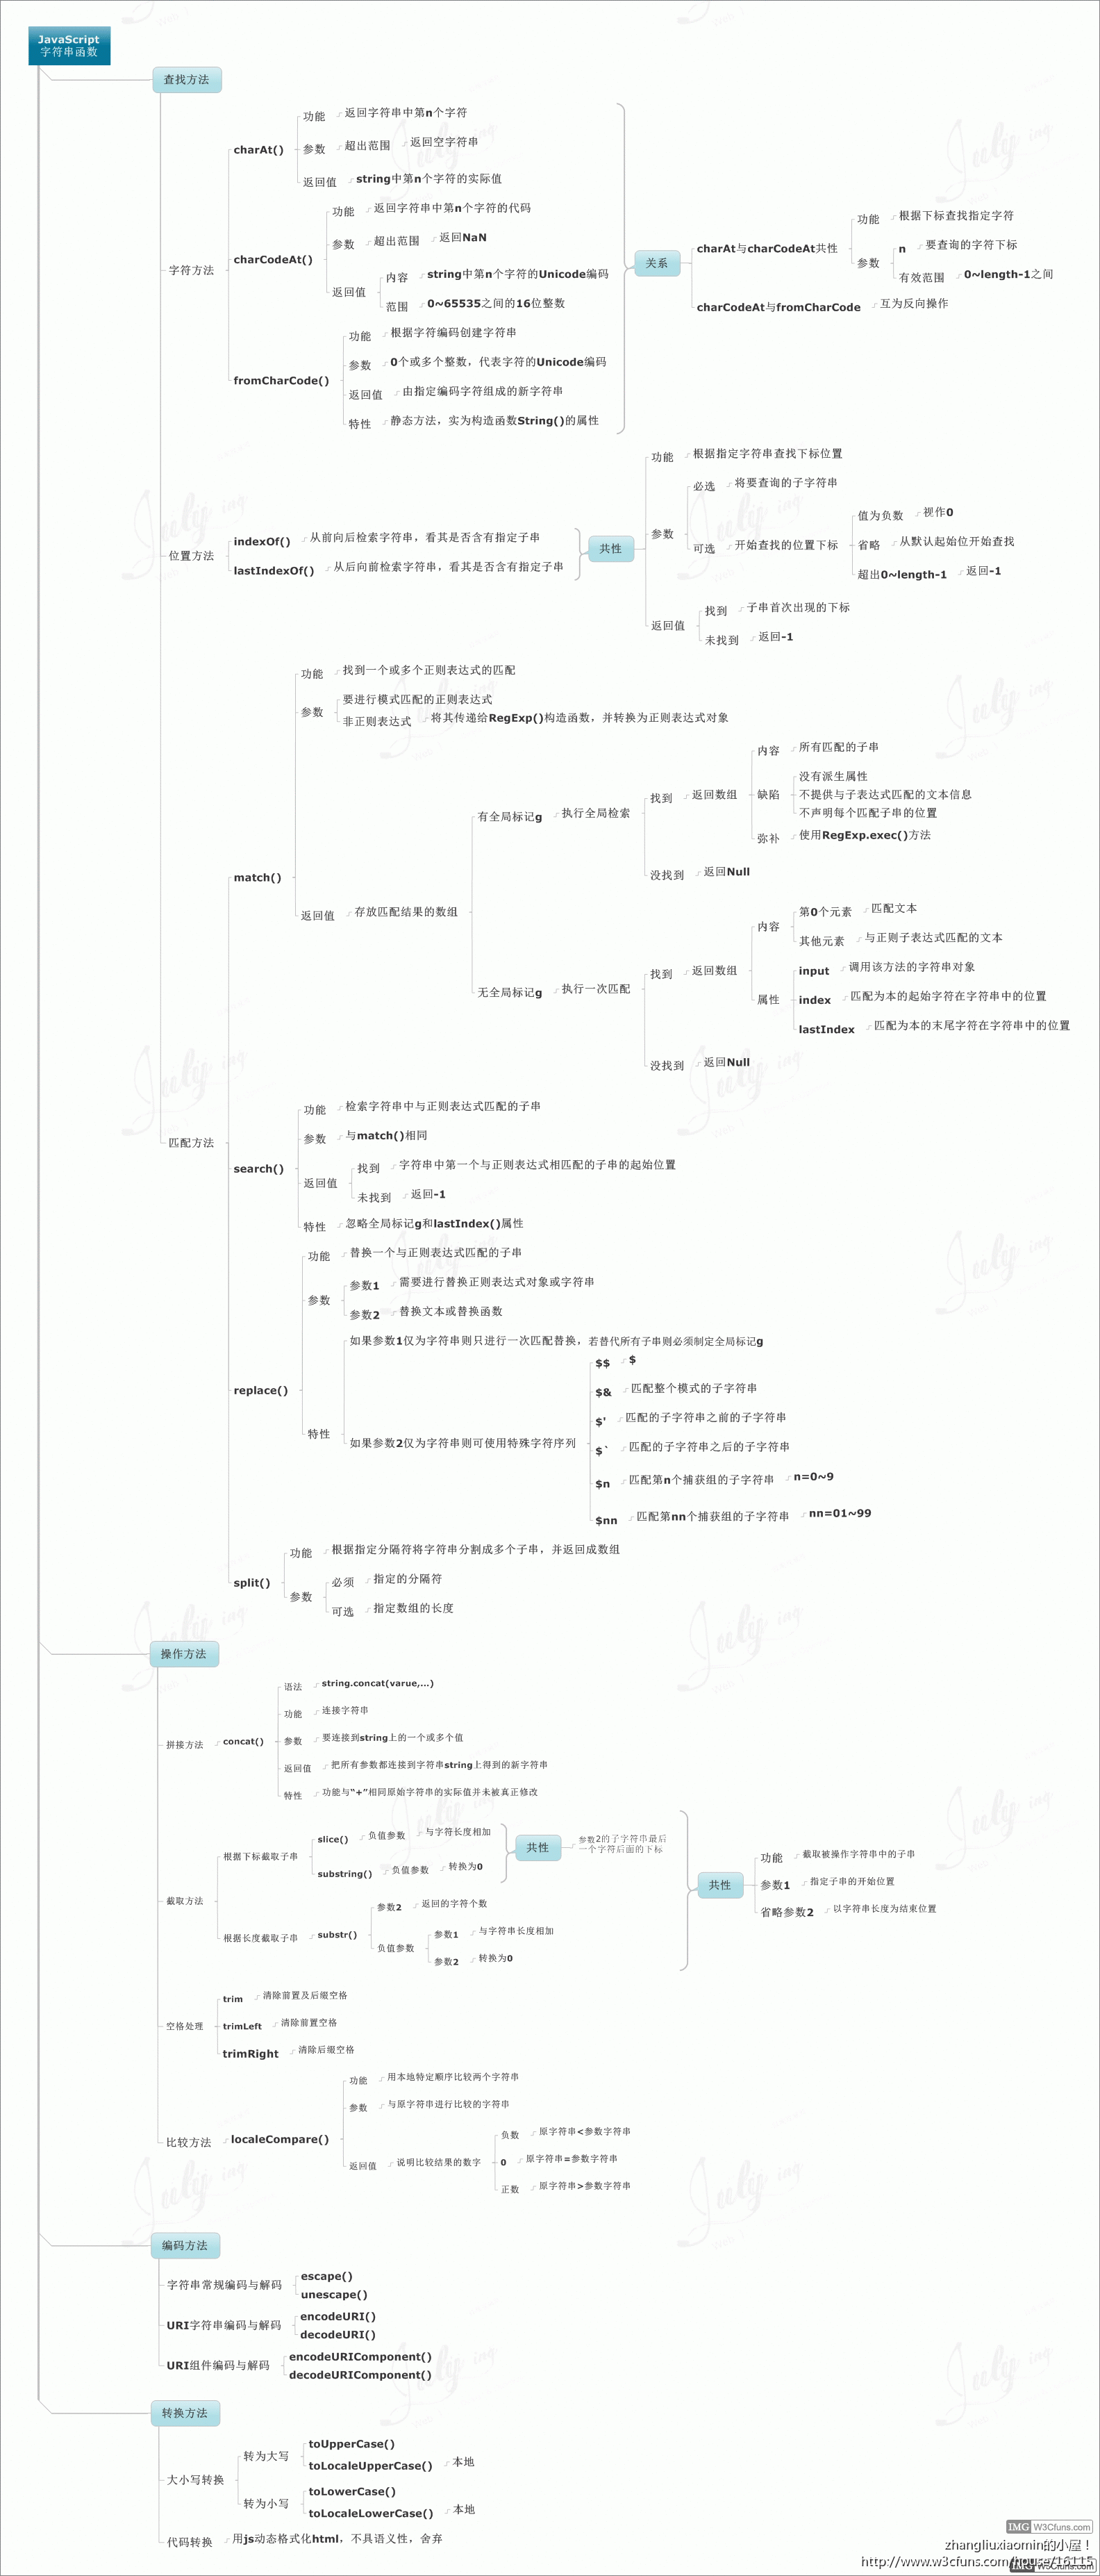 JavaScript
字符串函数
查找方法
字符方法
charAt()
功能
返回字符串中第n个字符
参数
超出范围
返回空字符串
返回值
string中第n个字符的实际值
charCodeAt()
功能
返回字符串中第n个字符的代码
参数
超出范围
返回NaN
返回值
内容
string中第n个字符的Unicode编码
范围
0~65535之间的16位整数
fromCharCode()
功能
根据字符编码创建字符串
参数
0个或多个整数，代表字符的Unicode编码
返回值
由指定编码字符组成的新字符串
特性
静态方法，实为构造函数String()的属性
关系
charAt与charCodeAt共性
功能
根据下标查找指定字符
参数
n
要查询的字符下标
有效范围
0~length-1之间
charCodeAt与fromCharCode
互为反向操作
位置方法
indexOf()
从前向后检索字符串，看其是否含有指定子串
lastIndexOf()
从后向前检索字符串，看其是否含有指定子串
共性
功能
根据指定字符串查找下标位置
参数
必选
将要查询的子字符串
可选
开始查找的位置下标
值为负数
视作0
省略
从默认起始位开始查找
超出0~length-1
返回-1
返回值
找到
子串首次出现的下标
未找到
返回-1
匹配方法
match()
功能
找到一个或多个正则表达式的匹配
参数
要进行模式匹配的正则表达式
非正则表达式
将其传递给RegExp()构造函数，并转换为正则表达式对象
返回值
存放匹配结果的数组
有全局标记g
执行全局检索
找到
返回数组
内容
所有匹配的子串
缺陷
没有派生属性
不提供与子表达式匹配的文本信息
不声明每个匹配子串的位置
弥补
使用RegExp.exec()方法
没找到
返回Null
无全局标记g
执行一次匹配
找到
返回数组
内容
第0个元素
匹配文本
其他元素
与正则子表达式匹配的文本
属性
input
调用该方法的字符串对象
index
匹配为本的起始字符在字符串中的位置
lastIndex
匹配为本的末尾字符在字符串中的位置
没找到
返回Null
search()
功能
检索字符串中与正则表达式匹配的子串
参数
与match()相同
返回值
找到
字符串中第一个与正则表达式相匹配的子串的起始位置
未找到
返回-1
特性
忽略全局标记g和lastIndex()属性
replace()
功能
替换一个与正则表达式匹配的子串
参数
参数1
需要进行替换正则表达式对象或字符串
参数2
替换文本或替换函数
特性
如果参数1仅为字符串则只进行一次匹配替换，若替代所有子串则必须制定全局标记g
如果参数2仅为字符串则可使用特殊字符序列
$$
$
$&
匹配整个模式的子字符串
$'
匹配的子字符串之前的子字符串
$`
匹配的子字符串之后的子字符串
$n
匹配第n个捕获组的子字符串
n=0~9
$nn
匹配第nn个捕获组的子字符串
nn=01~99
split()
功能
根据指定分隔符将字符串分割成多个子串，并返回成数组
参数
必须
指定的分隔符
可选
指定数组的长度
操作方法
拼接方法
concat()
语法
string.concat(varue,...)
功能
连接字符串
参数
要连接到string上的一个或多个值
返回值
把所有参数都连接到字符串string上得到的新字符串
特性
功能与“+”相同原始字符串的实际值并未被真正修改
截取方法
根据下标截取子串
slice()
负值参数
与字符长度相加
substring()
负值参数
转换为0
共性
参数2的子字符串最后
一个字符后面的下标
根据长度截取子串
substr()
参数2
返回的字符个数
负值参数
参数1
与字符串长度相加
参数2
转换为0
共性
功能
截取被操作字符串中的子串
参数1
指定子串的开始位置
省略参数2
以字符串长度为结束位置
空格处理
trim
清除前置及后缀空格
trimLeft
清除前置空格
trimRight
清除后缀空格
比较方法
localeCompare()
功能
用本地特定顺序比较两个字符串
参数
与原字符串进行比较的字符串
返回值
说明比较结果的数字
负数
原字符串<参数字符串
0
原字符串=参数字符串
正数
原字符串>参数字符串
编码方法
字符串常规编码与解码
escape()
unescape()
URI字符串编码与解码
encodeURI()
decodeURI()
URI组件编码与解码
encodeURIComponent()
decodeURIComponent()
转换方法
大小写转换
转为大写
toUpperCase()
toLocaleUpperCase()
本地
转为小写
toLowerCase()
toLocaleLowerCase()
本地
代码转换
用js动态格式化html，不具语义性，舍弃
IMG W3Cfuns.com
zhangliuxiaomin的小屋！
http://www.w3cfuns.com/house/16115